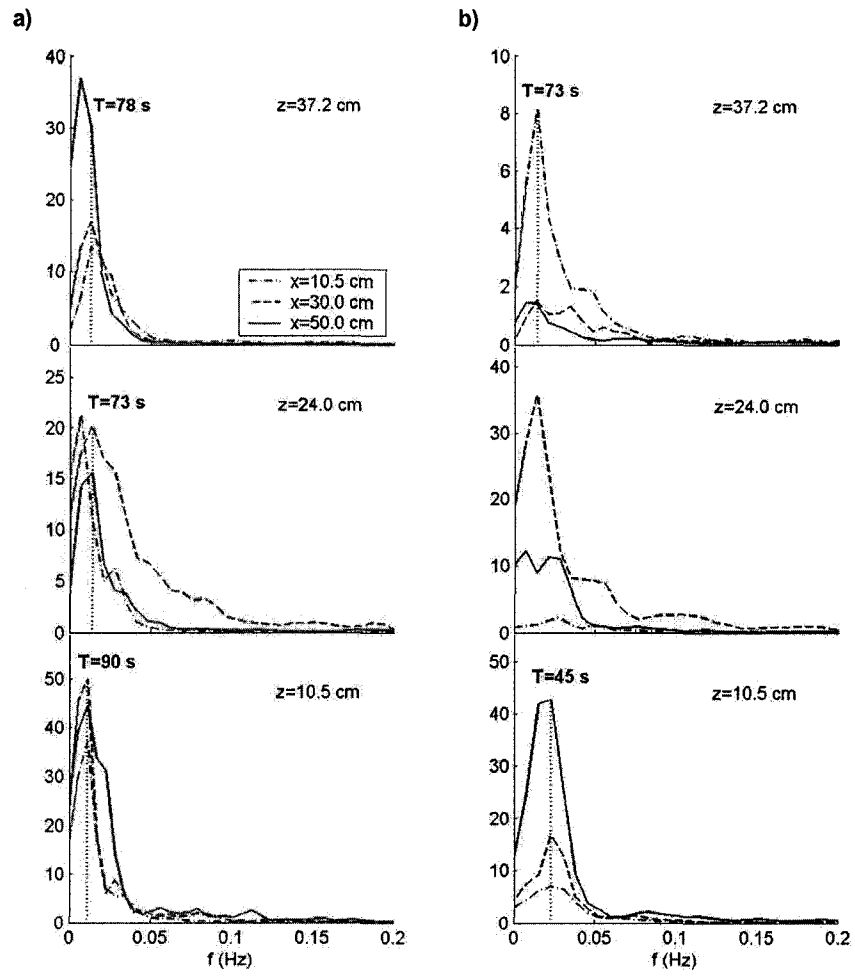 a)
40
30
20
10
0
T=78 s
z=37.2 cm
x=10.5 cm
x=30.0 cm
x=50.0 cm
25
20
15
10
5
0
T=73 s
z=24.0 cm
50
40
30
20
10
0
T=90 s
z=10.5 cm
0
0.05
0.1
0.15
0.2
f (Hz)
b)
10
8
6
4
2
0
T=73 s
z=37.2 cm
40
30
20
10
0
z=24.0 cm
50
40
30
20
10
0
T=45 s
z=10.5 cm
0
0.05
0.1
0.15
0.2
f (Hz)